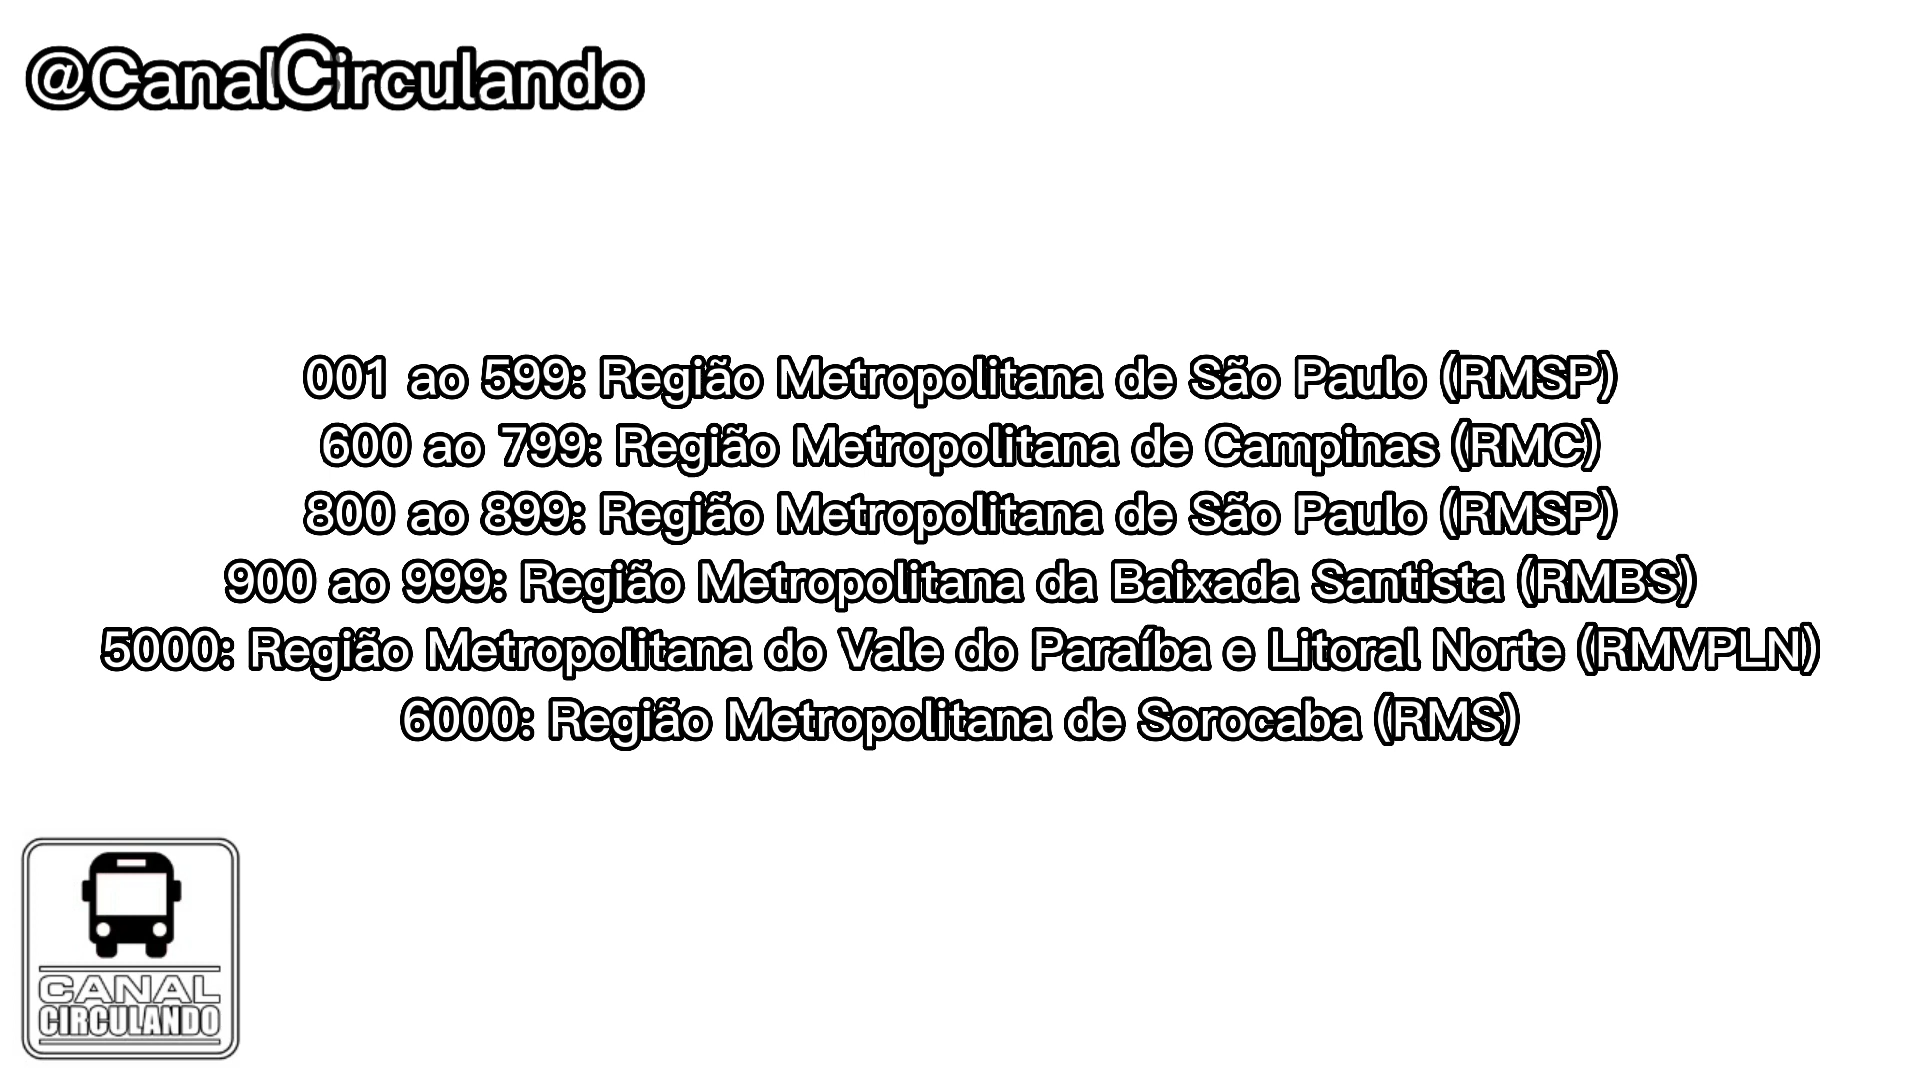 @CanalCirculando
001 ao 599: Região Metropolitana de São Paulo (RMSP)
600 ao 799: Região Metropolitana de Campinas (RMC)
800 ao 899: Região Metropolitana de São Paulo (RMSP)
900 ao 999: Região Metropolitana da Baixada Santista (RMBS)
5000: Região Metropolitana do Vale do Paraíba e Litoral Norte (RMVPLN)
6000: Região Metropolitana de Sorocaba (RMS)
CANAL
CIRCULANDO